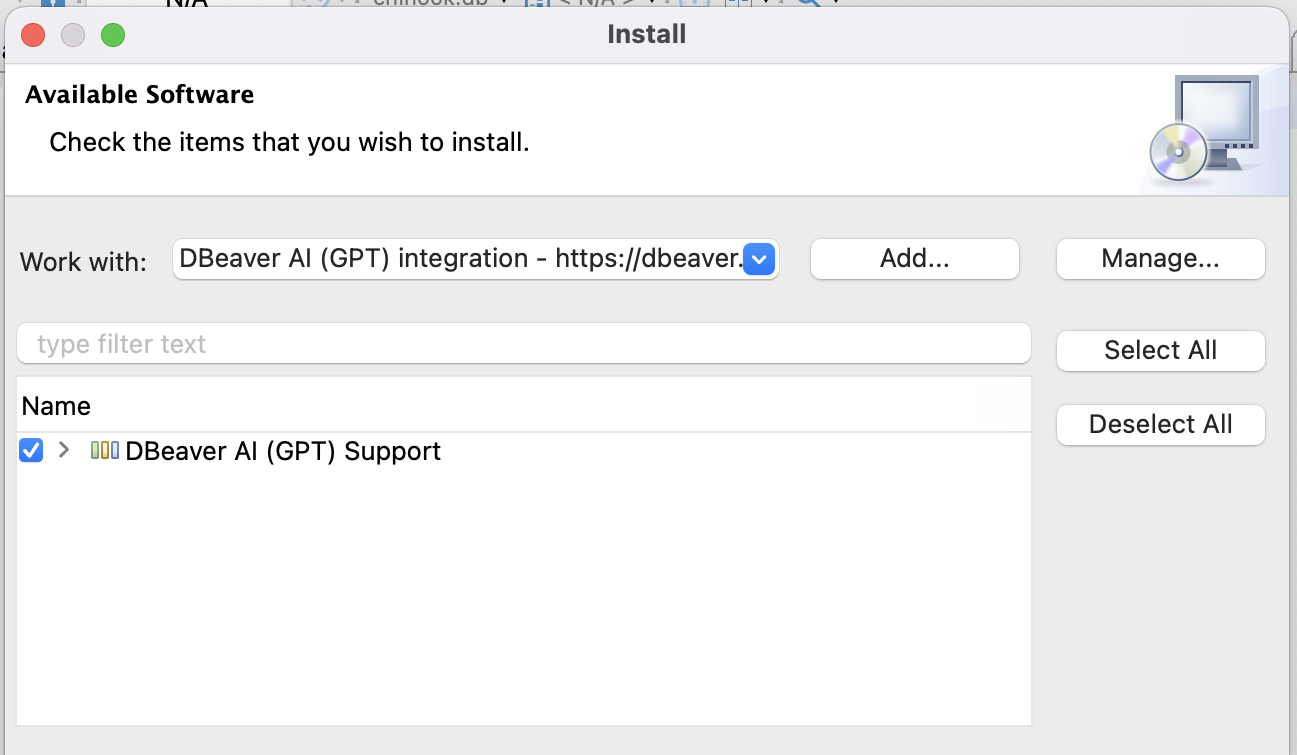 N/A chinook.db < N/A >
Install
Available Software
Check the items that you wish to install.
Work with: DBeaver AI (GPT) integration - https://dbeaver. Add... Manage...
type filter text
Select All
Name
Deselect All
DBeaver AI (GPT) Support